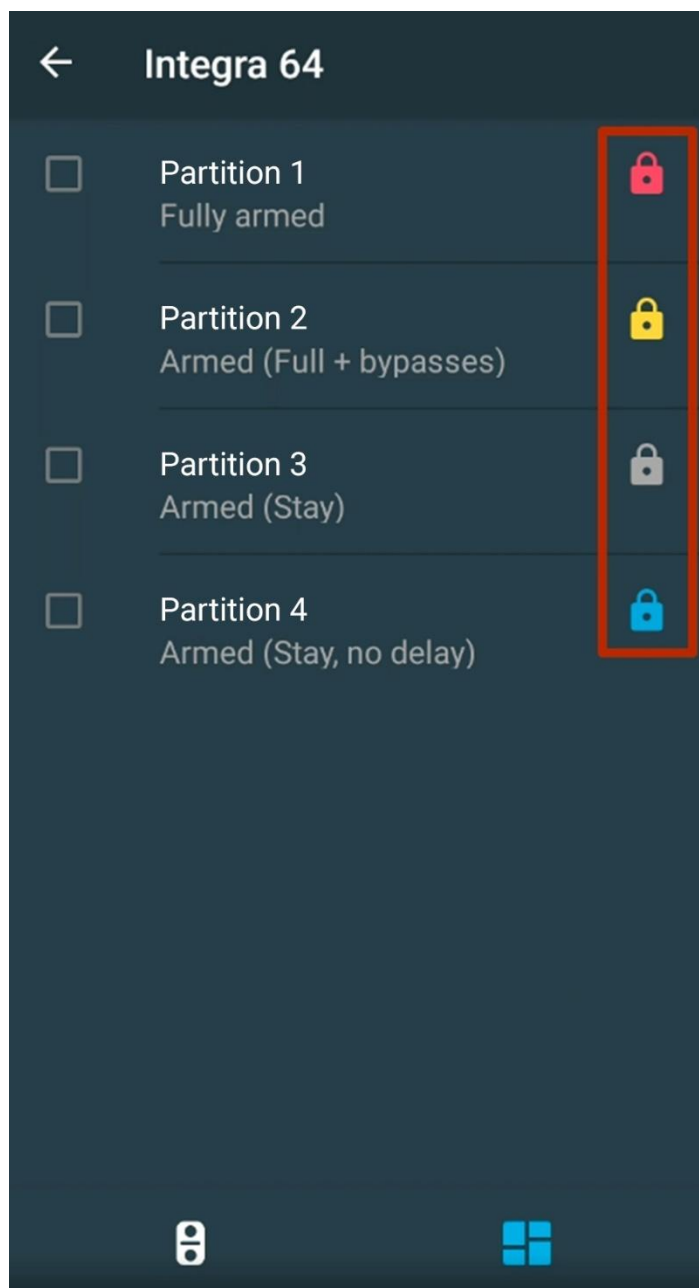 Integra 64
Partition 1
Fully armed
Partition 2
Armed (Full + bypasses)
Partition 3
Armed (Stay)
Partition 4
Armed (Stay, no delay)